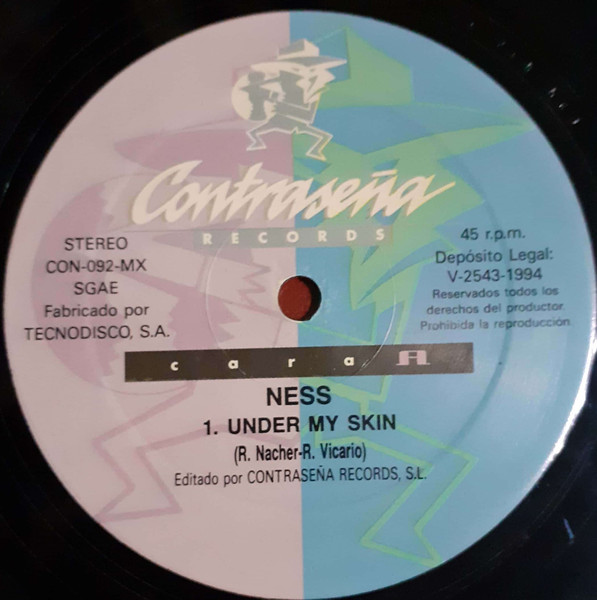 Contraseña
RECORDS
STEREO
CON-092-MX
SGAE
Fabricado por
TECNODISCO, S.A.
45 r.p.m.
Depósito Legal:
V-2543-1994
Reservados todos los
derechos del productor.
Prohibida la reproducción
cara A
NESS
1. UNDER MY SKIN
(R. Nacher-R. Vicario)
Editado por CONTRASEÑA RECORDS, S.L.